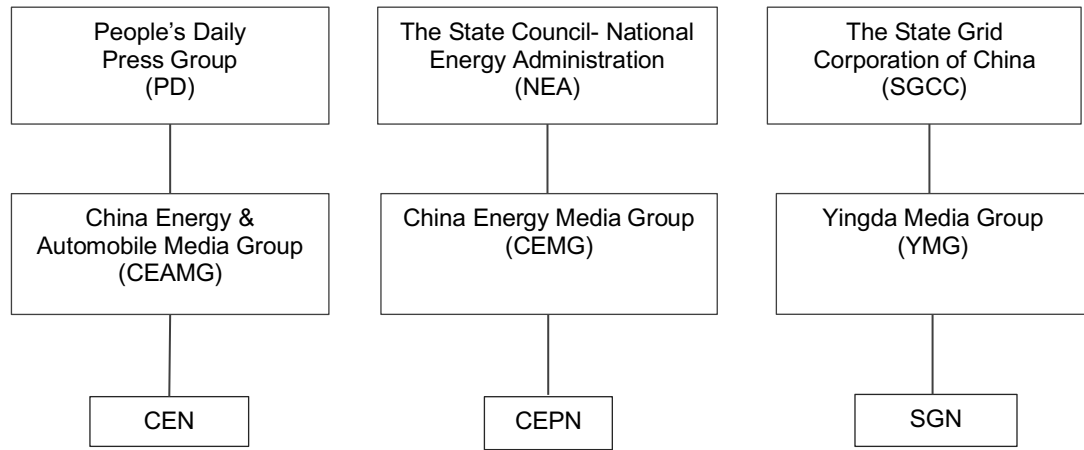 People’s Daily
Press Group
(PD)
The State Council- National
Energy Administration
(NEA)
The State Grid
Corporation of China
(SGCC)
China Energy &
Automobile Media Group
(CEAMG)
China Energy Media Group
(CEMG)
Yingda Media Group
(YMG)
CEN
CEPN
SGN